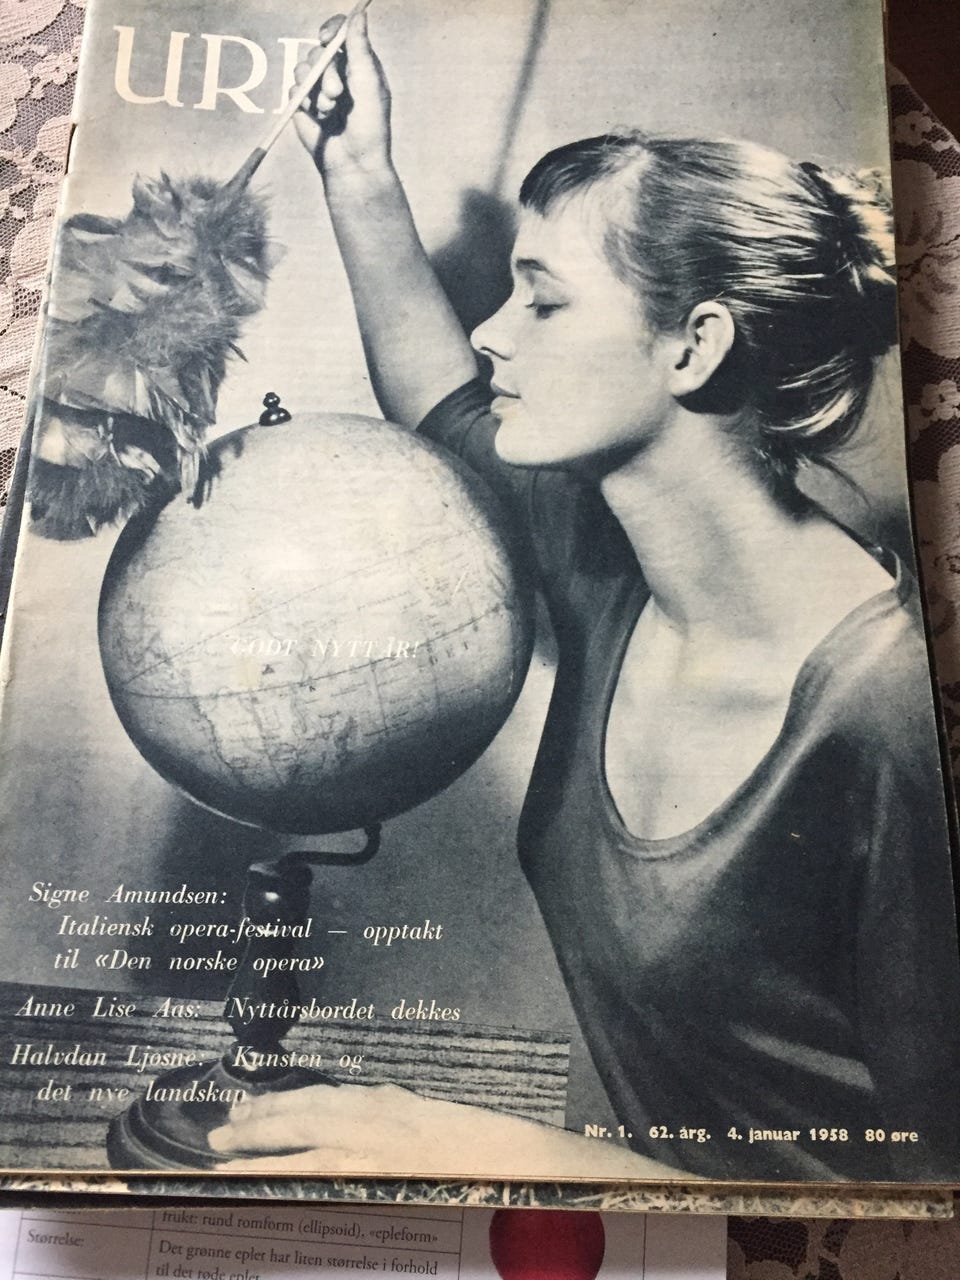 URD
GODT NYTT ÅR!
Signe Amundsen:
Italiensk opera-festival — opptakt
til «Den norske opera»
Anne Lise Aas: Nyttårsbordet dekkes
Halvdan Ljøsne: Kunsten og
det nye landskap
Nr. 1. 62. årg. 4. januar 1958 80 øre
frukt: rund romform (ellipsoid), «epleform»
Størrelse:
Det grønne epler har liten størrelse i forhold
til det røde eplet